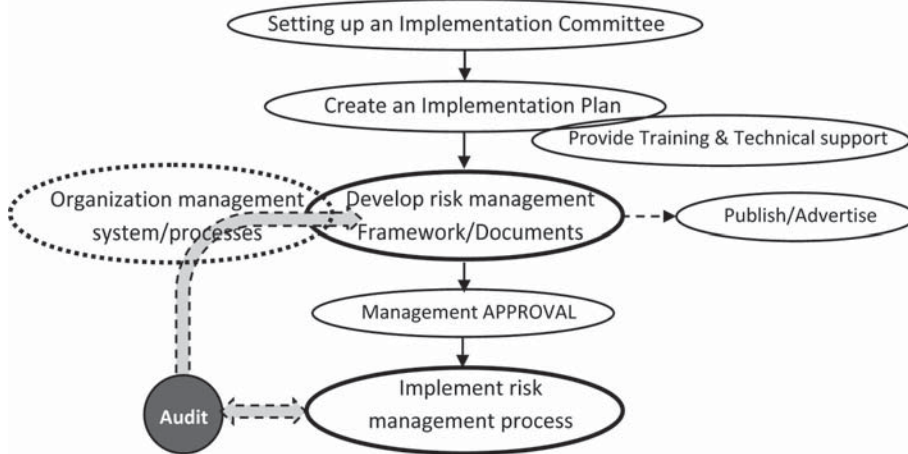 Setting up an Implementation Committee
Create an Implementation Plan
Provide Training & Technical support
Organization management
system/processes
Develop risk management
Framework/Documents
Publish/Advertise
Management APPROVAL
Implement risk
management process
Audit